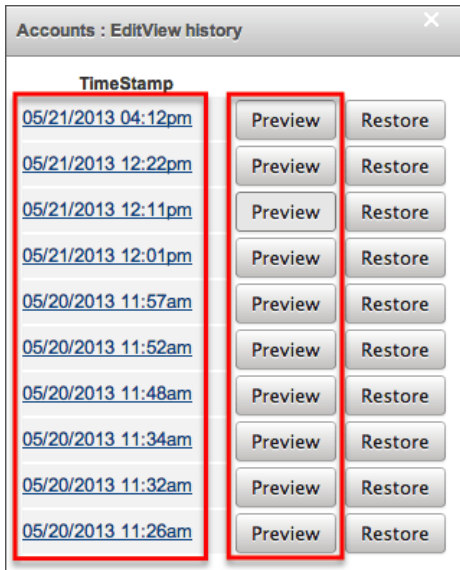 Accounts : EditView history
TimeStamp
05/21/2013 04:12pm Preview Restore
05/21/2013 12:22pm Preview Restore
05/21/2013 12:11pm Preview Restore
05/21/2013 12:01pm Preview Restore
05/20/2013 11:57am Preview Restore
05/20/2013 11:52am Preview Restore
05/20/2013 11:48am Preview Restore
05/20/2013 11:34am Preview Restore
05/20/2013 11:32am Preview Restore
05/20/2013 11:26am Preview Restore